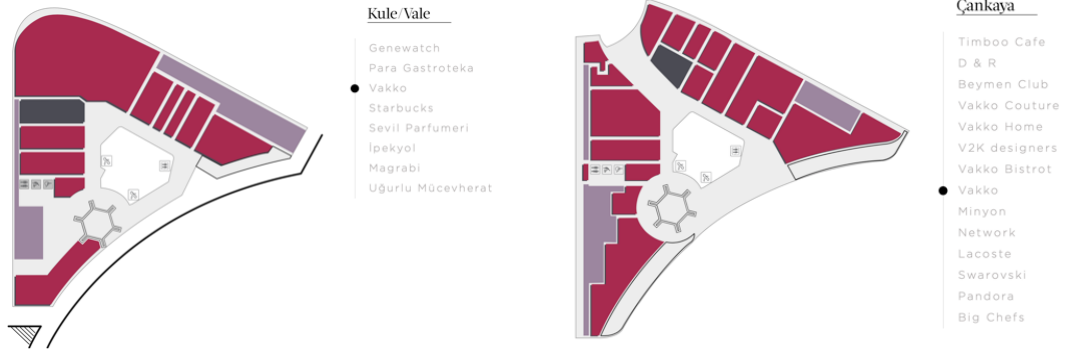 Kule/Vale
Genewatch
Para Gastroteka
Vakko
Starbucks
Sevil Parfumeri
İpekyol
Magrabi
Uğurlu Mücevherat
Çankaya
Timboo Cafe
D & R
Beymen Club
Vakko Couture
Vakko Home
V2K designers
Vakko Bistrot
Vakko
Minyon
Network
Lacoste
Swarovski
Pandora
Big Chefs